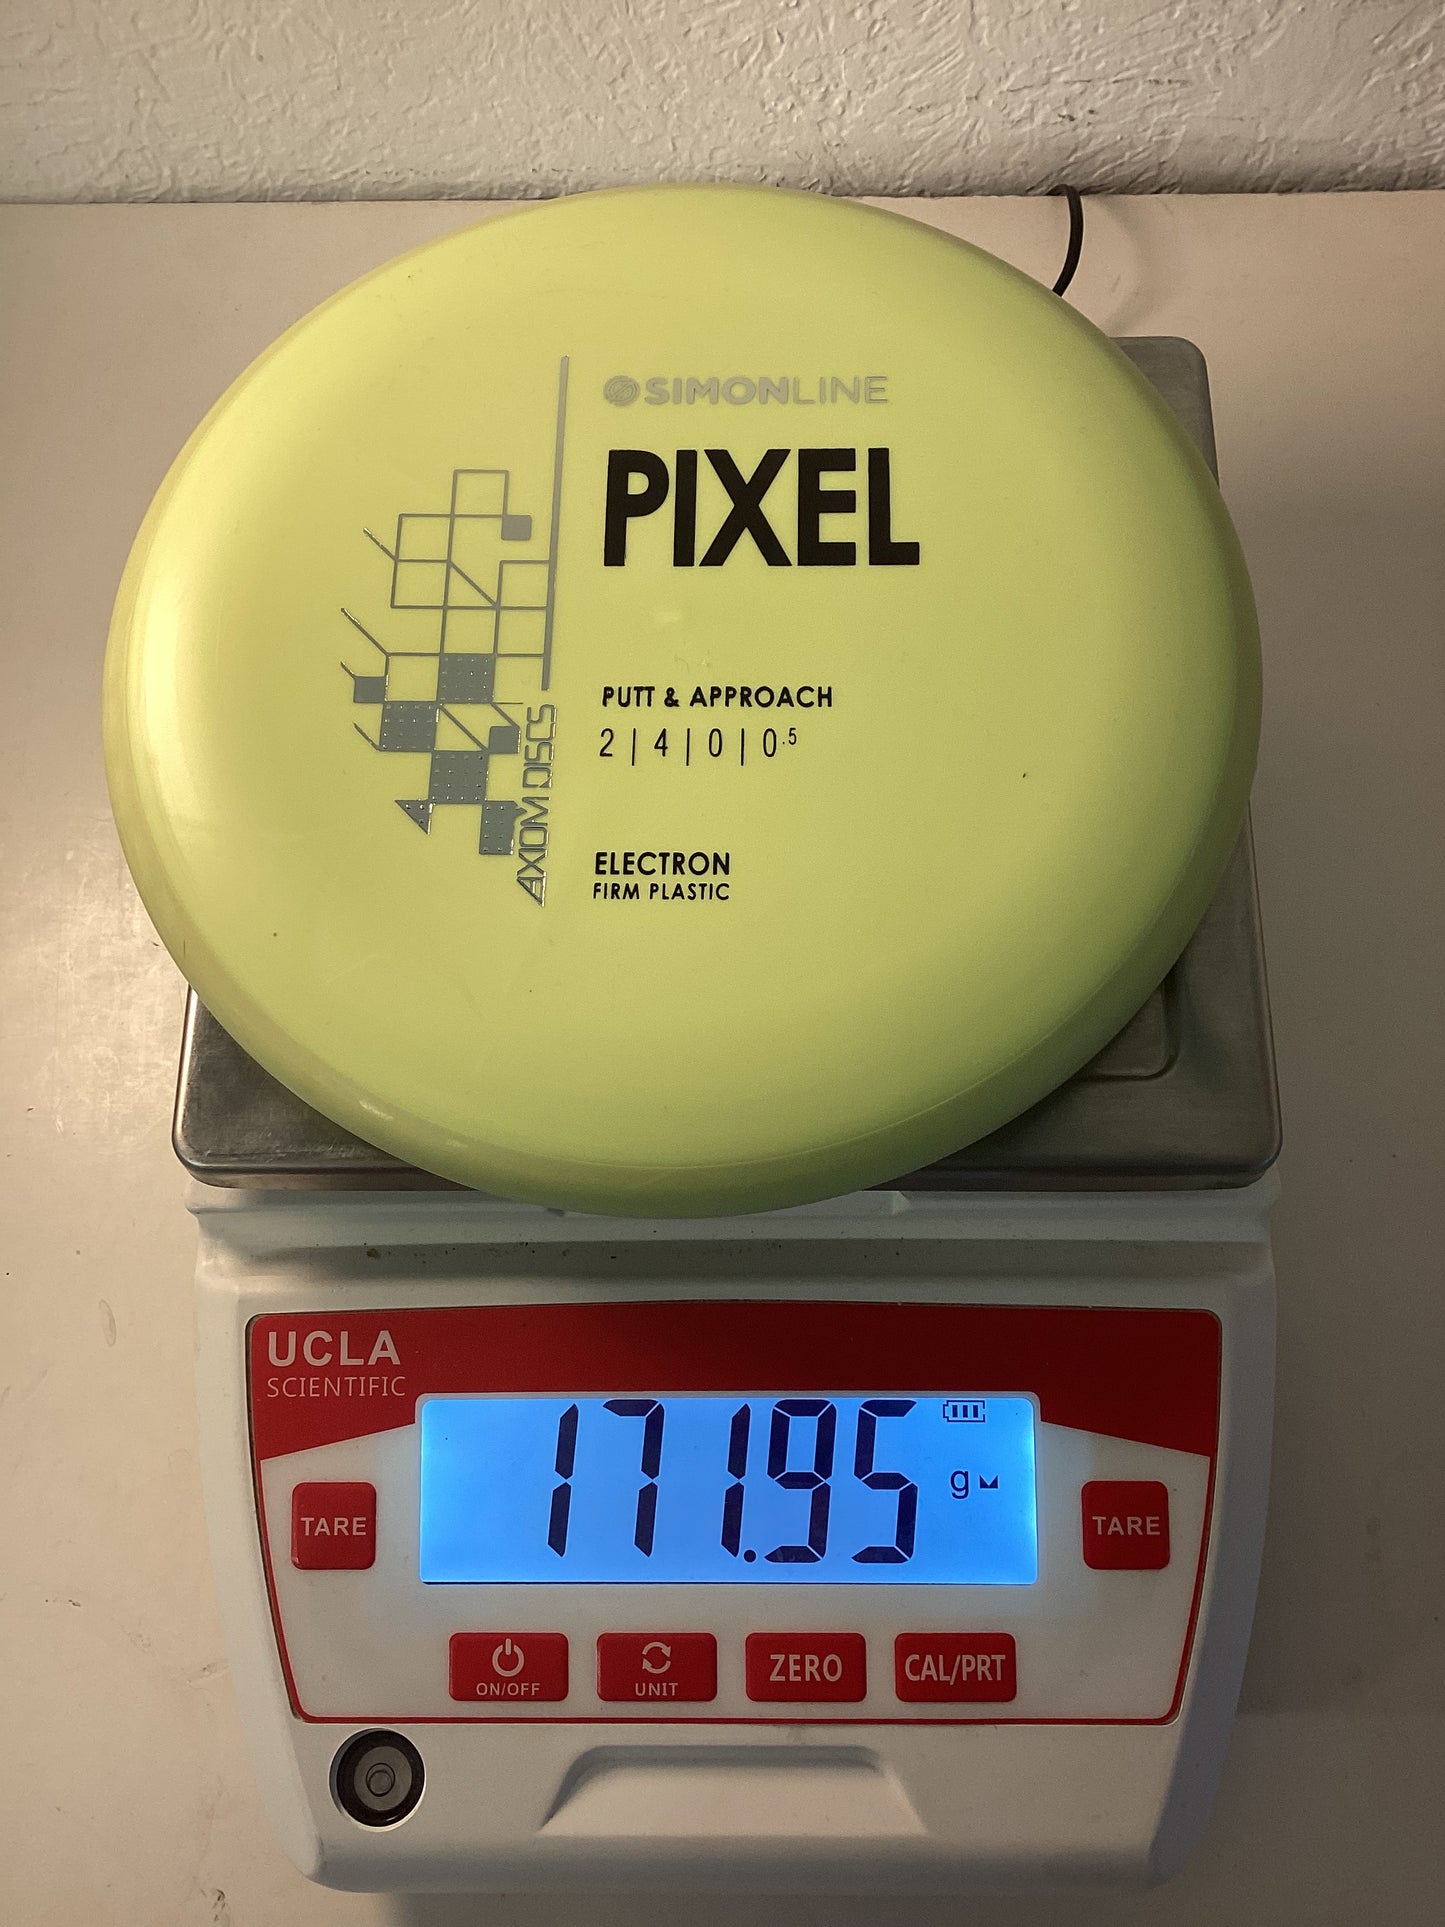 SIMONLINE
PIXEL
PUTT & APPROACH
2 | 4 | 0 | 0.5
AXIOM DISCS
ELECTRON
FIRM PLASTIC
UCLA
SCIENTIFIC
171.95 g
TARE
TARE
ON/OFF
UNIT
ZERO
CAL/PRT